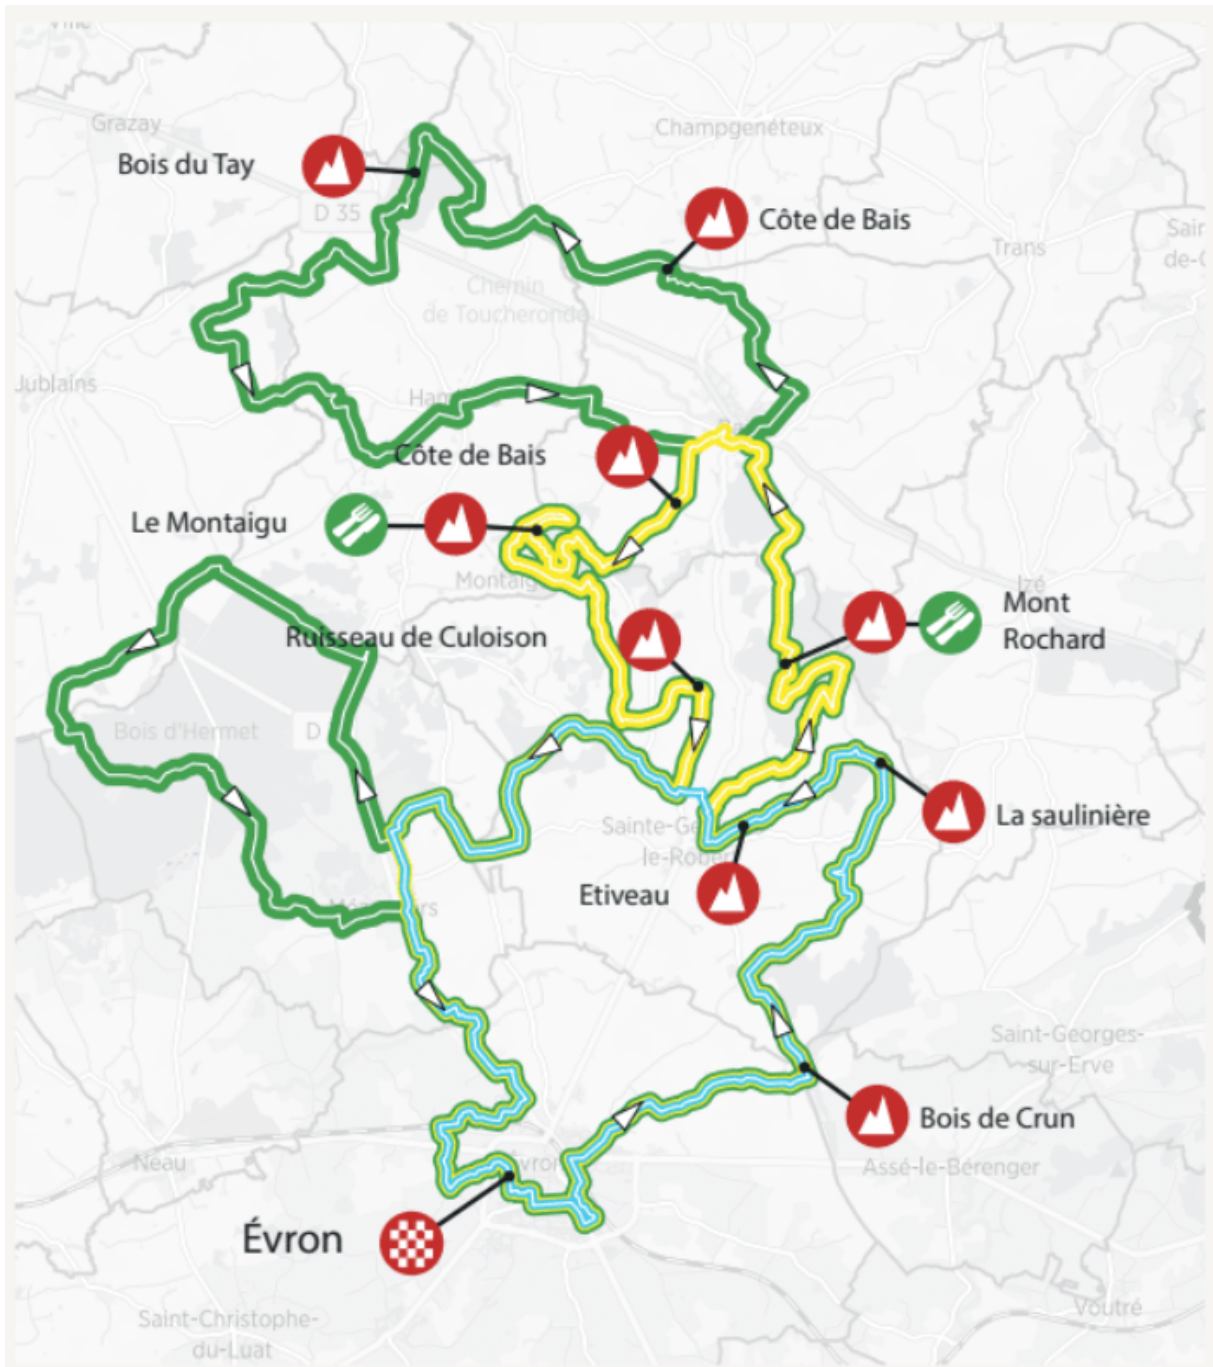 Grazay
Champgenéteux
Bois du Tay
D 35
Côte de Bais
Trans
Chemin
de Toucheronde
Jublains
Côte de Bais
Le Montaigu
Izé
Mont
Rochard
Ruisseau de Culoison
Bois d'Hermet
D
La saulinière
Etiveau
Saint-Georges-
sur-Erve
Bois de Crun
Neau
Assé-le-Bérenger
Évron
Saint-Christophe-
du-Luat
Voutré